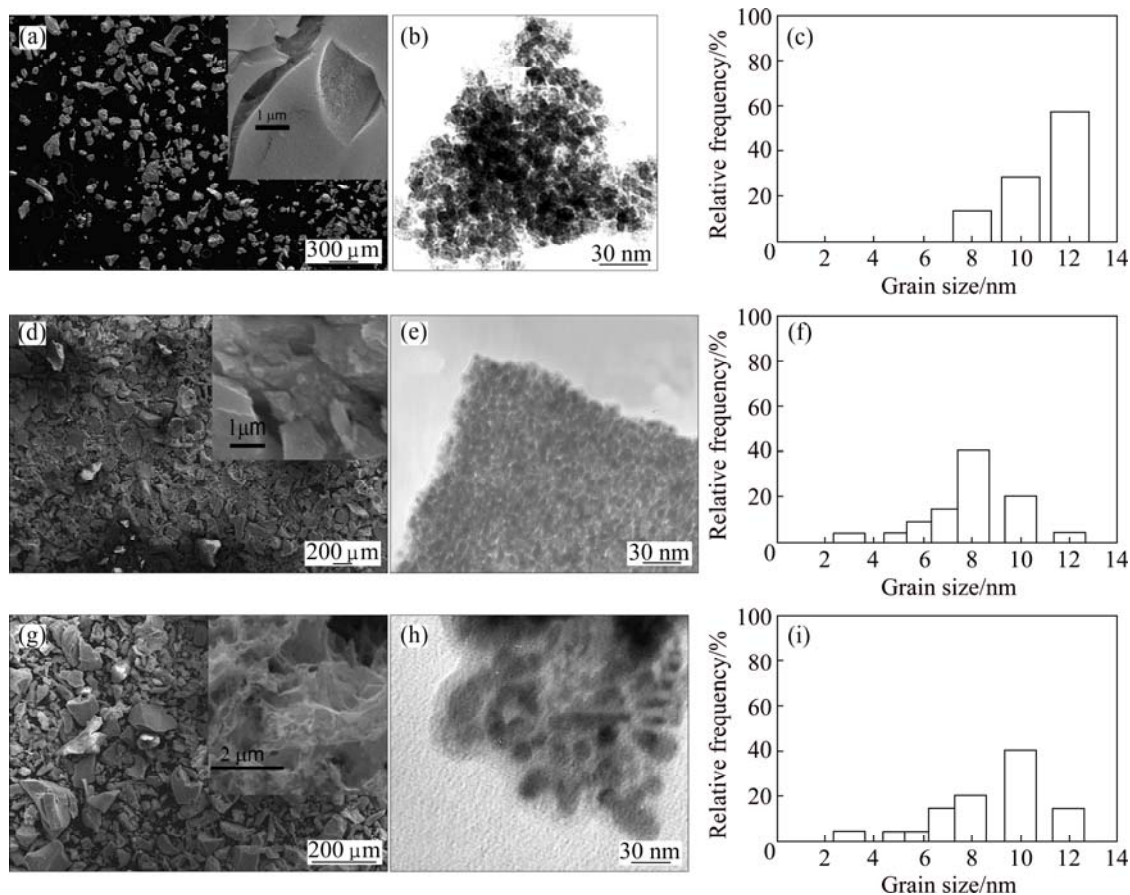 (a)
1 μm
300 μm
(b)
30 nm
(c)
Relative frequency/%
100
80
60
40
20
0
2 4 6 8 10 12 14
Grain size/nm
(d)
1μm
200 μm
(e)
30 nm
(f)
Relative frequency/%
100
80
60
40
20
0
2 4 6 8 10 12 14
Grain size/nm
(g)
2 μm
200 μm
(h)
30 nm
(i)
Relative frequency/%
100
80
60
40
20
0
2 4 6 8 10 12 14
Grain size/nm